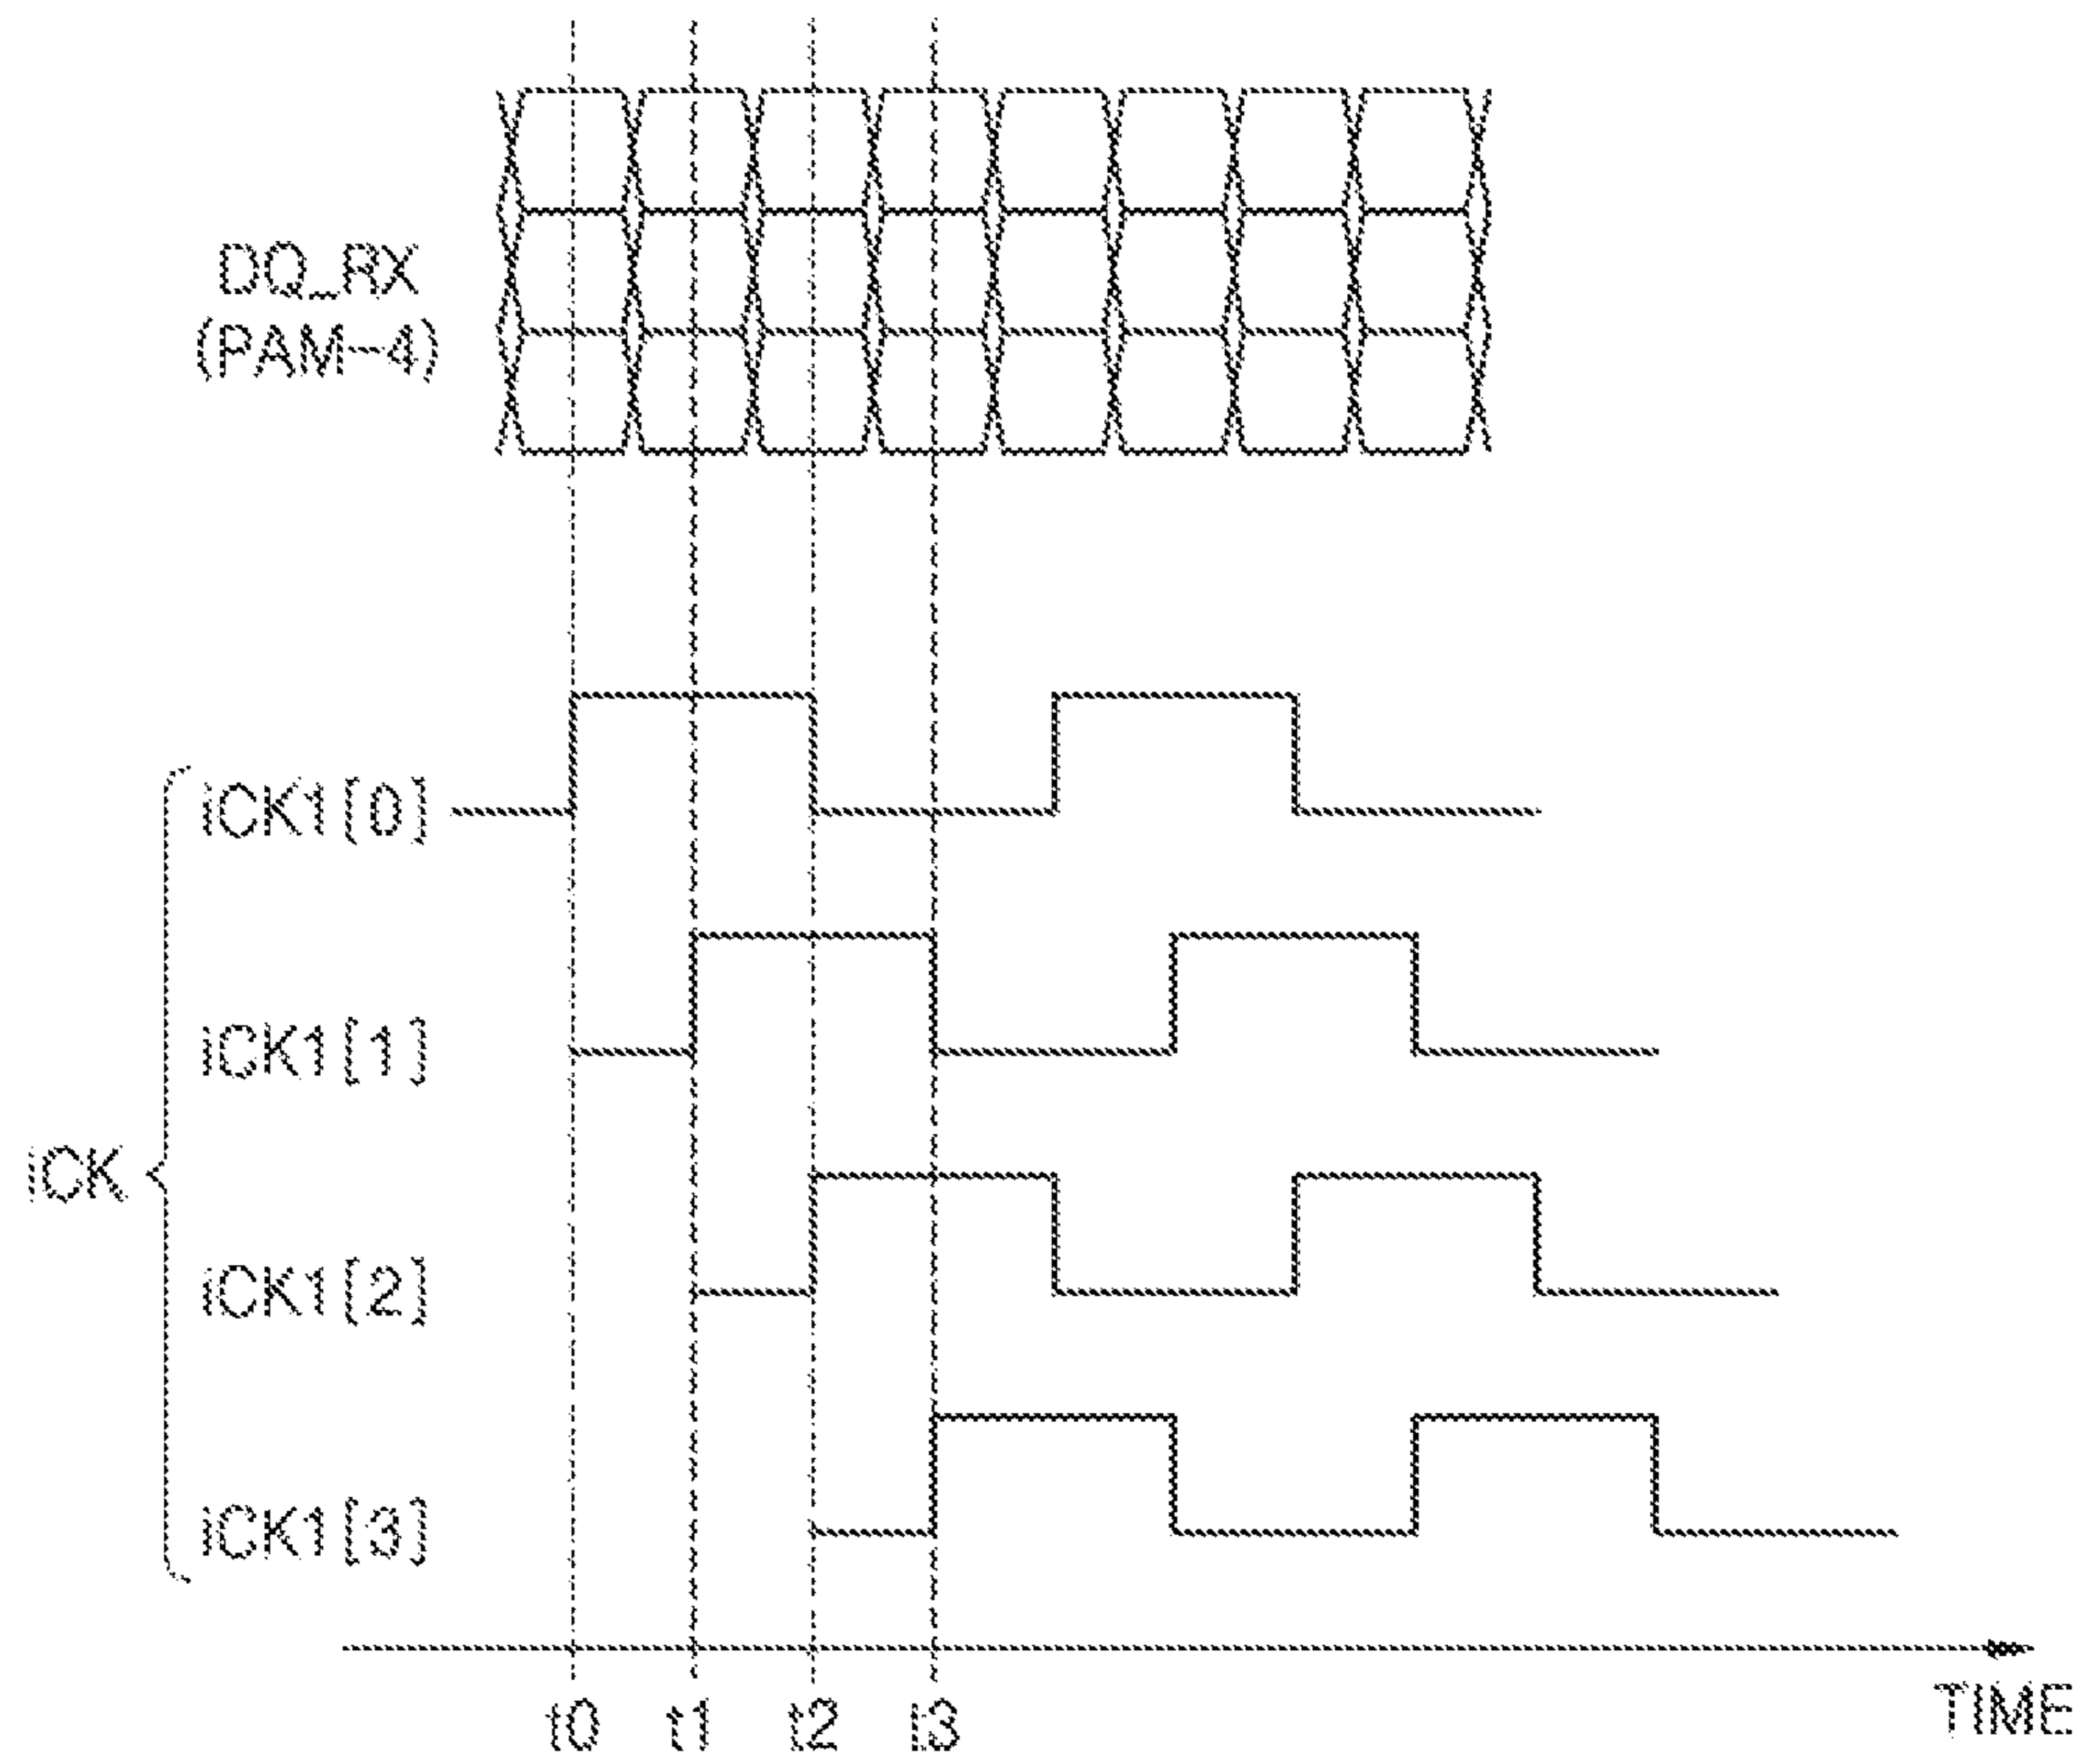 DQ_RX
(PAM-4)
iCK1[0]
iCK1[1]
iCK
iCK1[2]
iCK1[3]
t0 t1 t2 t3
TIME